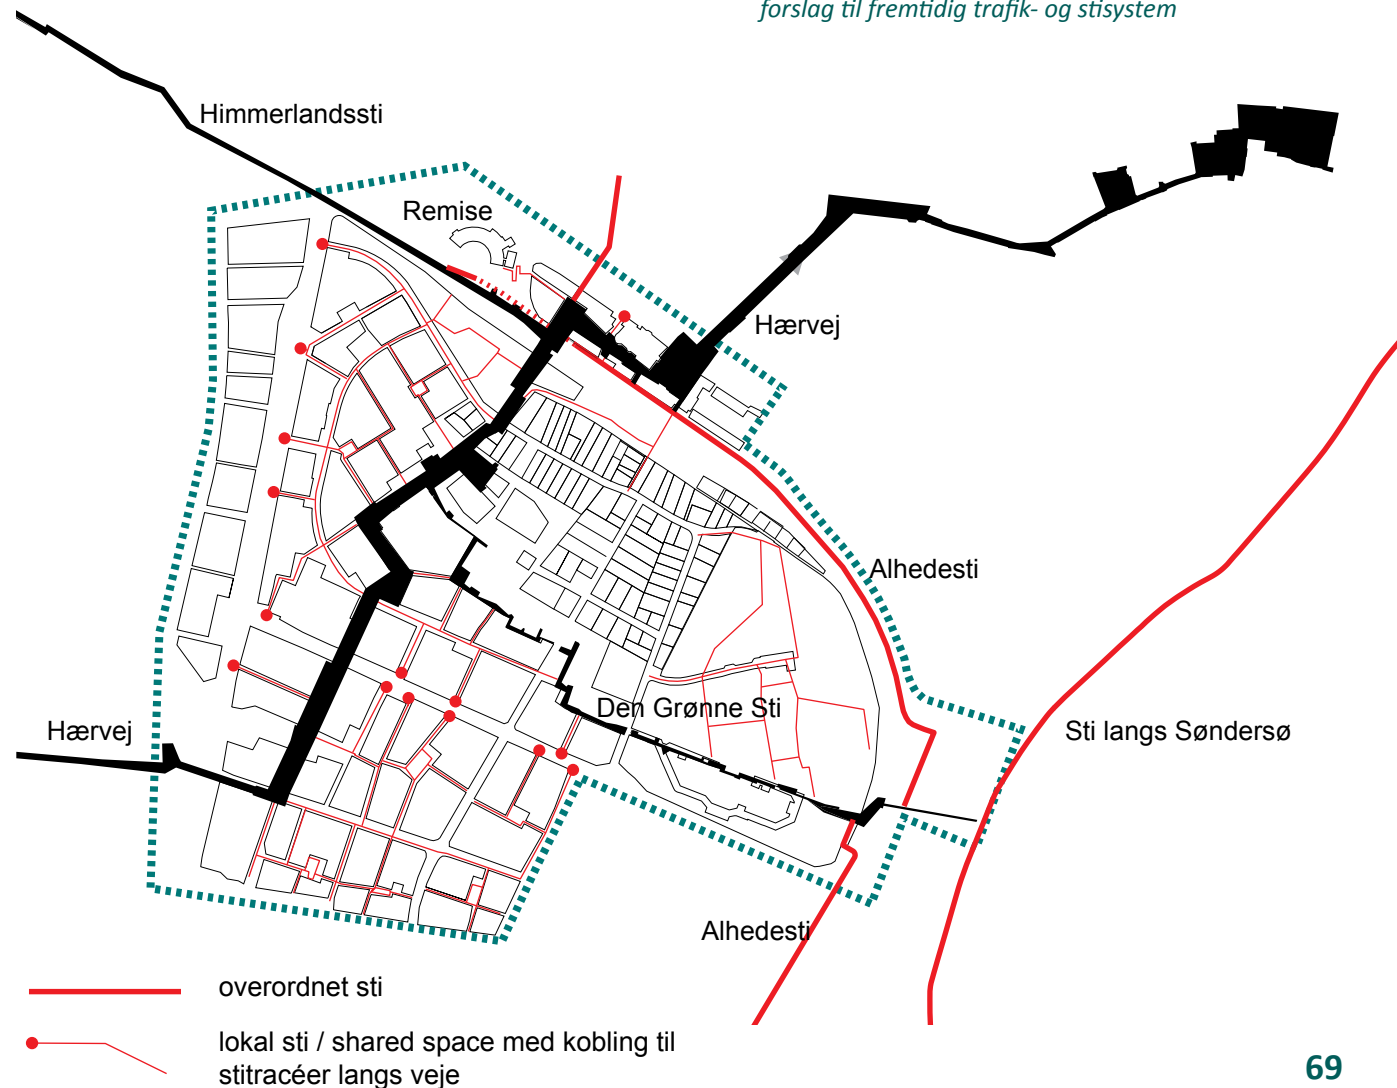 forslag til fremtidig trafik- og stisystem
Himmerlandssti
Remise
Hærvej
Alhedesti
Den Grønne Sti
Hærvej
Sti langs Søndersø
Alhedesti
overordnet sti
lokal sti / shared space med kobling til
stitracéer langs veje
69